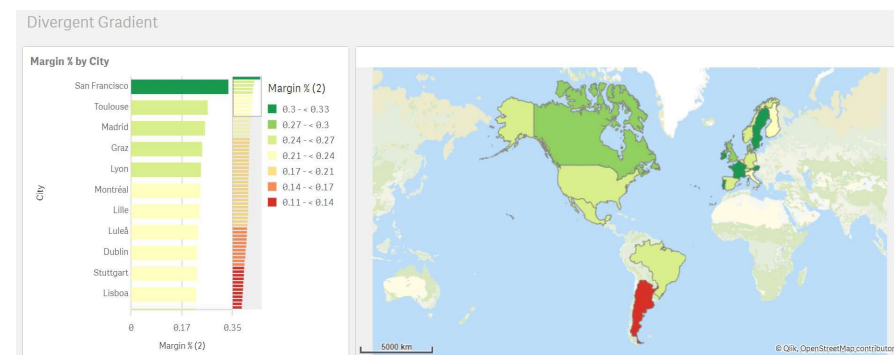 Divergent Gradient
Margin % by City
City
San Francisco
Toulouse
Madrid
Graz
Lyon
Montréal
Lille
Luleå
Dublin
Stuttgart
Lisboa
0 0.17 0.35
Margin % (2)
Margin % (2)
0.3 - < 0.33
0.27 - < 0.3
0.24 - < 0.27
0.21 - < 0.24
0.17 - < 0.21
0.14 - < 0.17
0.11 - < 0.14
5000 km
© Qlik, OpenStreetMap contributor